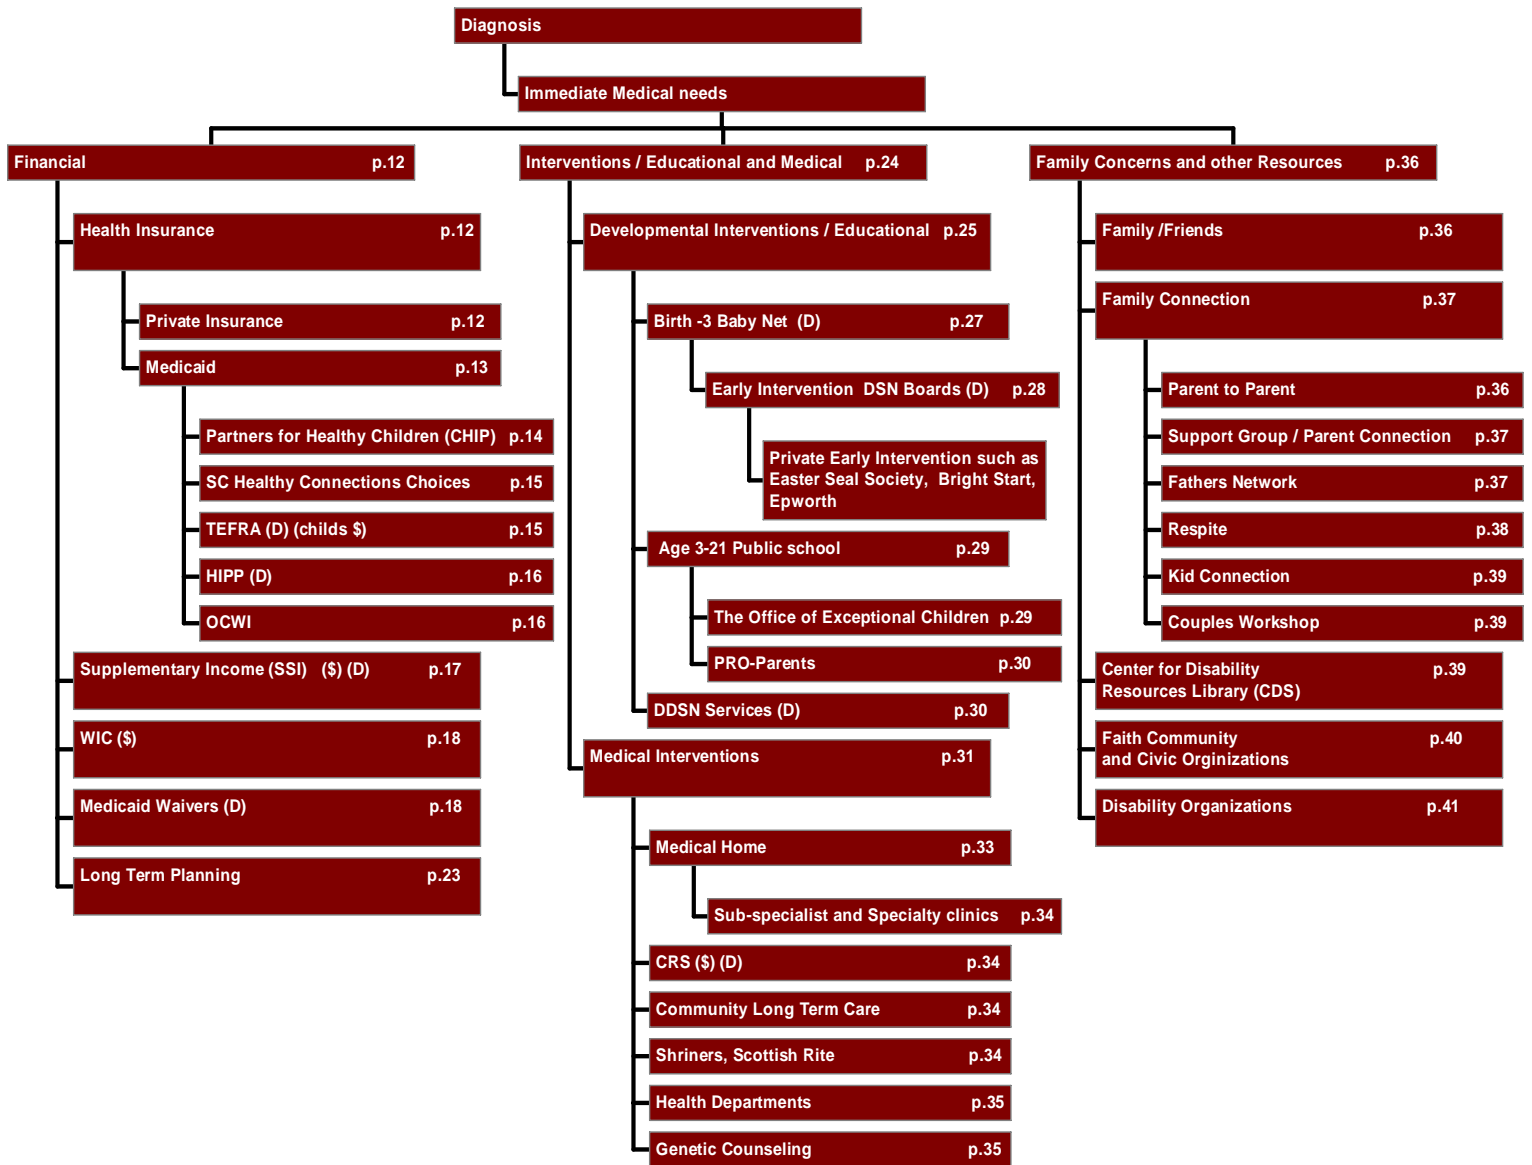 Diagnosis
Immediate Medical needs
Financial p.12
Health Insurance p.12
Private Insurance p.12
Medicaid p.13
Partners for Healthy Children (CHIP) p.14
SC Healthy Connections Choices p.15
TEFRA (D) (childs $) p.15
HIPP (D) p.16
OCWI p.16
Supplementary Income (SSI) ($) (D) p.17
WIC ($) p.18
Medicaid Waivers (D) p.18
Long Term Planning p.23
Interventions / Educational and Medical p.24
Developmental Interventions / Educational p.25
Birth -3 Baby Net (D) p.27
Early Intervention DSN Boards (D) p.28
Private Early Intervention such as
Easter Seal Society, Bright Start,
Epworth
Age 3-21 Public school p.29
The Office of Exceptional Children p.29
PRO-Parents p.30
DDSN Services (D) p.30
Medical Interventions p.31
Medical Home p.33
Sub-specialist and Specialty clinics p.34
CRS ($) (D) p.34
Community Long Term Care p.34
Shriners, Scottish Rite p.34
Health Departments p.35
Genetic Counseling p.35
Family Concerns and other Resources p.36
Family /Friends p.36
Family Connection p.37
Parent to Parent p.36
Support Group / Parent Connection p.37
Fathers Network p.37
Respite p.38
Kid Connection p.39
Couples Workshop p.39
Center for Disability p.39
Resources Library (CDS)
Faith Community p.40
and Civic Orginizations
Disability Organizations p.41